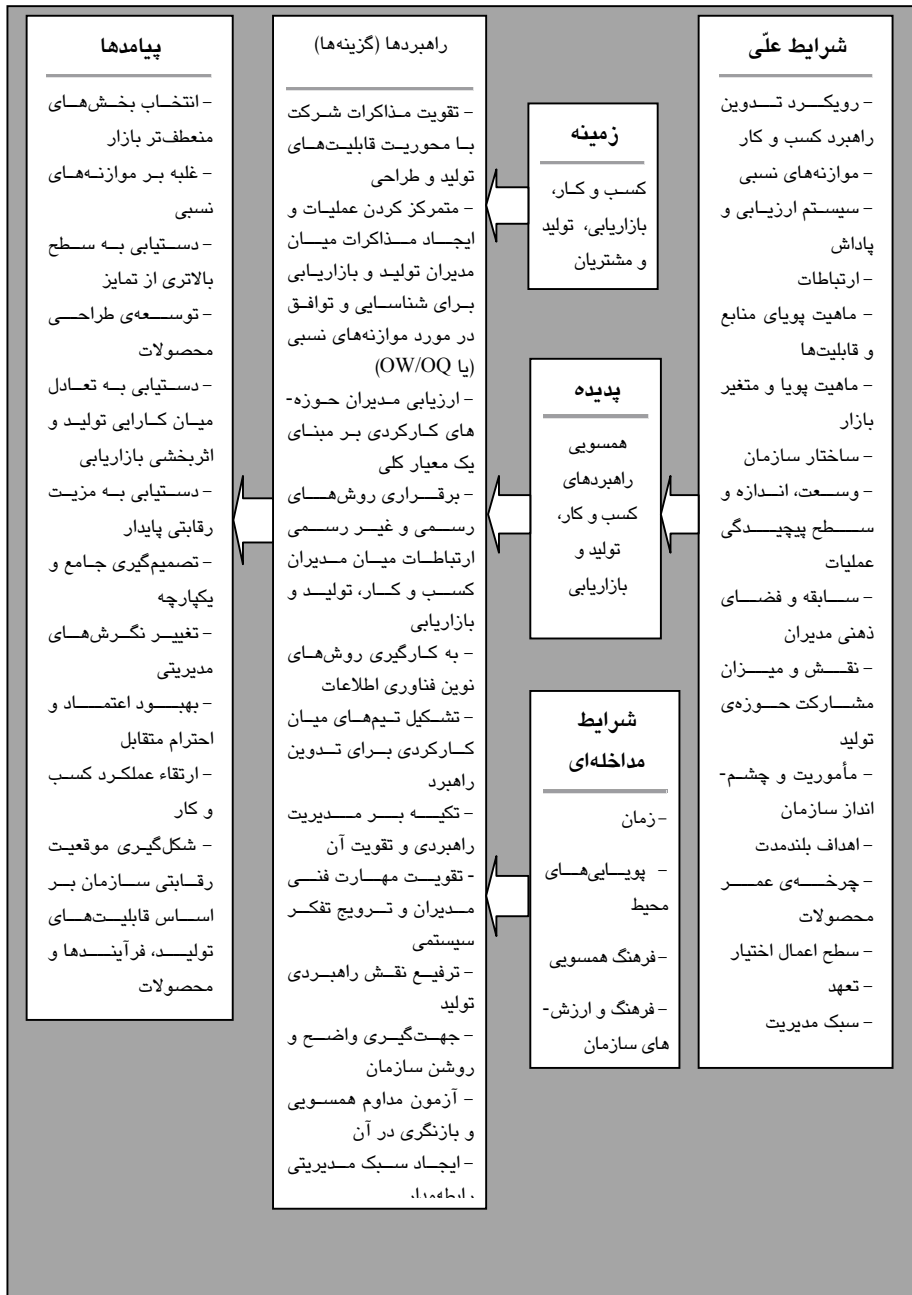 شرایط علّی
- رویکرد تدوین
راهبرد کسب و کار
- موازنه‌های نسبی
- سیستم ارزیابی و
پاداش
- ارتباطات
- ماهیت پویای منابع
و قابلیت‌ها
- ماهیت پویا و متغیر
بازار
- ساختار سازمان
- وسعت، اندازه و
سطح پیچیدگی
عملیات
- سابقه و فضای
ذهنی مدیران
- نقش و میزان
مشارکت حوزه‌ی
تولید
- مأموریت و چشم-
انداز سازمان
- اهداف بلندمدت
- چرخه‌ی عمر
محصولات
- سطح اعمال اختیار
- تعهد
- سبک مدیریت
زمینه
کسب و کار،
بازاریابی، تولید
و مشتریان
پدیده
همسویی
راهبردهای
کسب و کار،
تولید و
بازاریابی
شرایط
مداخله‌ای
- زمان
- پویایی‌های
محیط
- فرهنگ همسویی
- فرهنگ و ارزش-
های سازمان
راهبردها (گزینه‌ها)
- تقویت مذاکرات شرکت
با محوریت قابلیت‌های
تولید و طراحی
- متمرکز کردن عملیات و
ایجاد مذاکرات میان
مدیران تولید و بازاریابی
برای شناسایی و توافق
در مورد موازنه‌های نسبی
(یا OW/OQ)
- ارزیابی مدیران حوزه-
های کارکردی بر مبنای
یک معیار کلی
- برقراری روش‌های
رسمی و غیر رسمی
ارتباطات میان مدیران
کسب و کار، تولید و
بازاریابی
- به کارگیری روش‌های
نوین فناوری اطلاعات
- تشکیل تیم‌های میان
کارکردی برای تدوین
راهبرد
- تکیه بر مدیریت
راهبردی و تقویت آن
- تقویت مهارت فنی
مدیران و ترویج تفکر
سیستمی
- ترفیع نقش راهبردی
تولید
- جهت‌گیری واضح و
روشن سازمان
- آزمون مداوم همسویی
و بازنگری در آن
- ایجاد سبک مدیریتی
رابطه‌مدار
پیامدها
- انتخاب بخش‌های
منعطف‌تر بازار
- غلبه بر موازنه‌های
نسبی
- دستیابی به سطح
بالاتری از تمایز
- توسعه‌ی طراحی
محصولات
- دستیابی به تعادل
میان کارایی تولید و
اثربخشی بازاریابی
- دستیابی به مزیت
رقابتی پایدار
- تصمیم‌گیری جامع و
یکپارچه
- تغییر نگرش‌های
مدیریتی
- بهبود اعتماد و
احترام متقابل
- ارتقاء عملکرد کسب
و کار
- شکل‌گیری موقعیت
رقابتی سازمان بر
اساس قابلیت‌های
تولید، فرآیندها و
محصولات